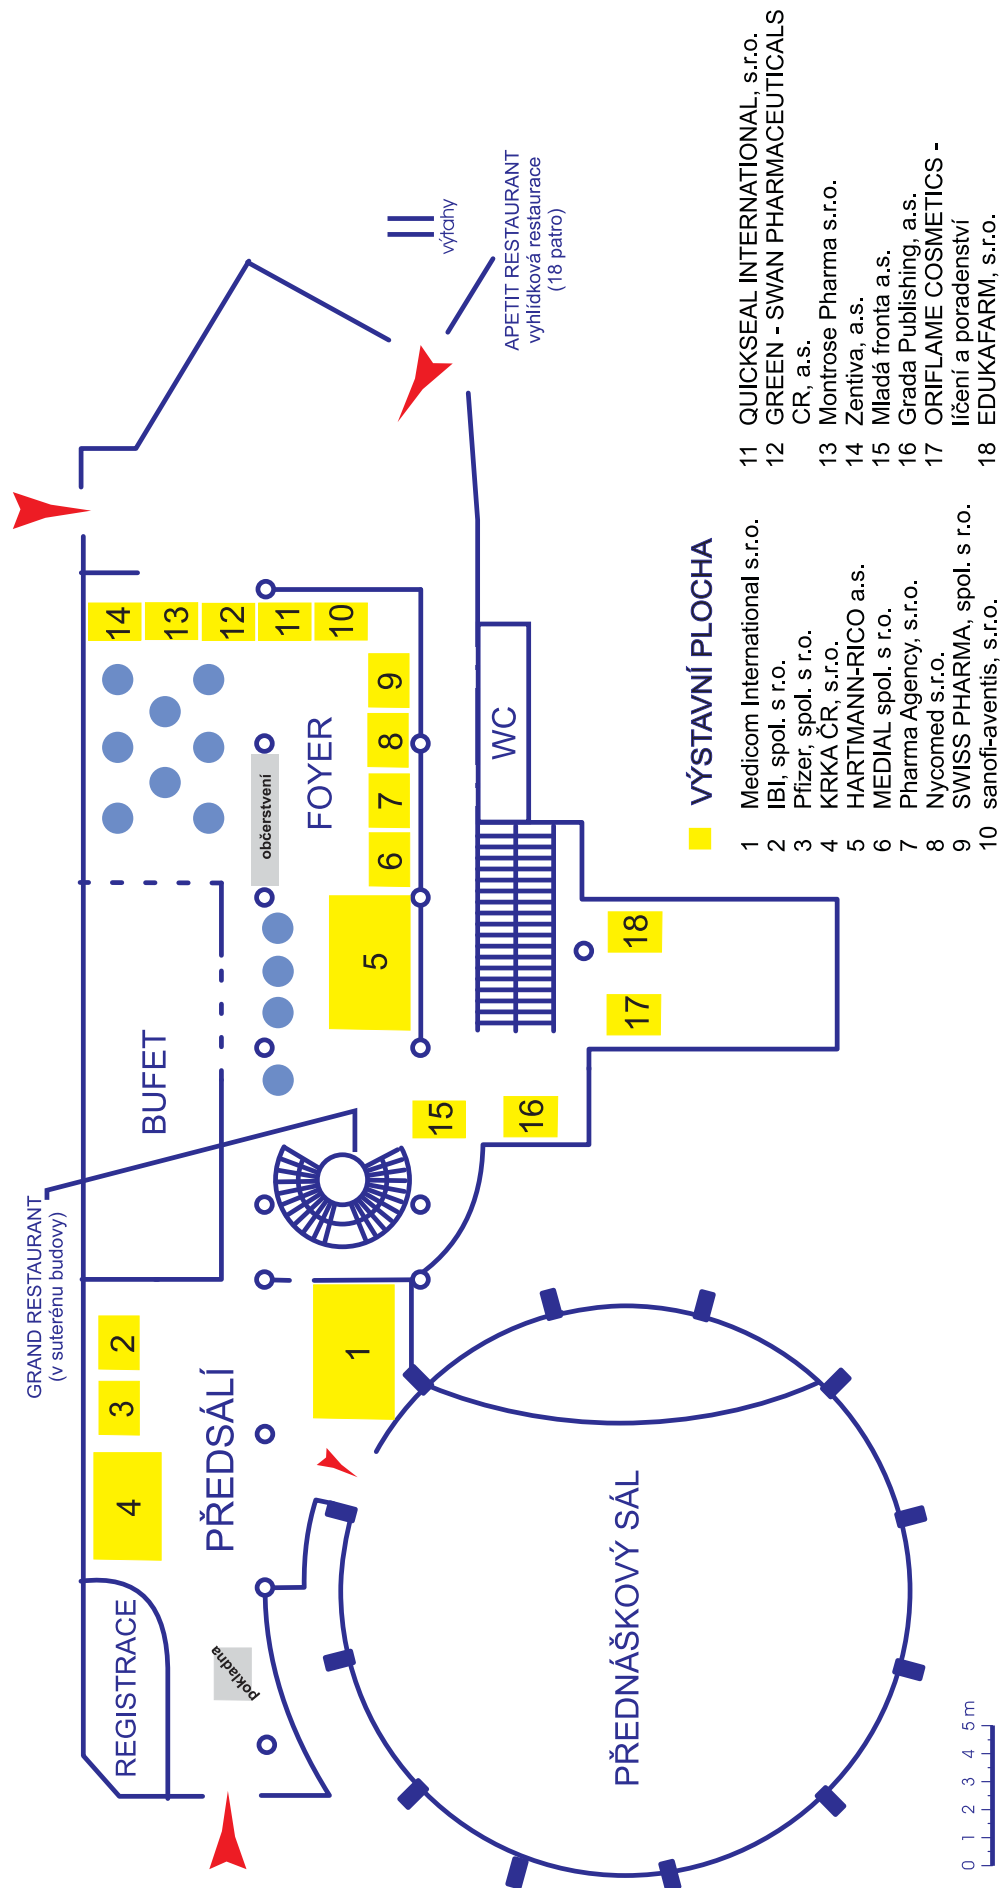 GRAND RESTAURANT
(v suterénu budovy)
REGISTRACE
pokladna
4
3
2
PŘEDSÁLÍ
1
BUFET
občerstvení
FOYER
5
6
7
8
9
10
11
12
13
14
15
16
17
18
WC
výtahy
APETIT RESTAURANT
vyhlídková restaurace
(18 patro)
PŘEDNÁŠKOVÝ SÁL
0 1 2 3 4 5 m
VÝSTAVNÍ PLOCHA
1 Medicom International s.r.o.
2 IBI, spol. s r.o.
3 Pfizer, spol. s r.o.
4 KRKA ČR, s.r.o.
5 HARTMANN-RICO a.s.
6 MEDIAL spol. s r.o.
7 Pharma Agency, s.r.o.
8 Nycomed s.r.o.
9 SWISS PHARMA, spol. s r.o.
10 sanofi-aventis, s.r.o.
11 QUICKSEAL INTERNATIONAL, s.r.o.
12 GREEN - SWAN PHARMACEUTICALS
CR, a.s.
13 Montrose Pharma s.r.o.
14 Zentiva, a.s.
15 Mladá fronta a.s.
16 Grada Publishing, a.s.
17 ORIFLAME COSMETICS -
líčení a poradenství
18 EDUKAFARM, s.r.o.